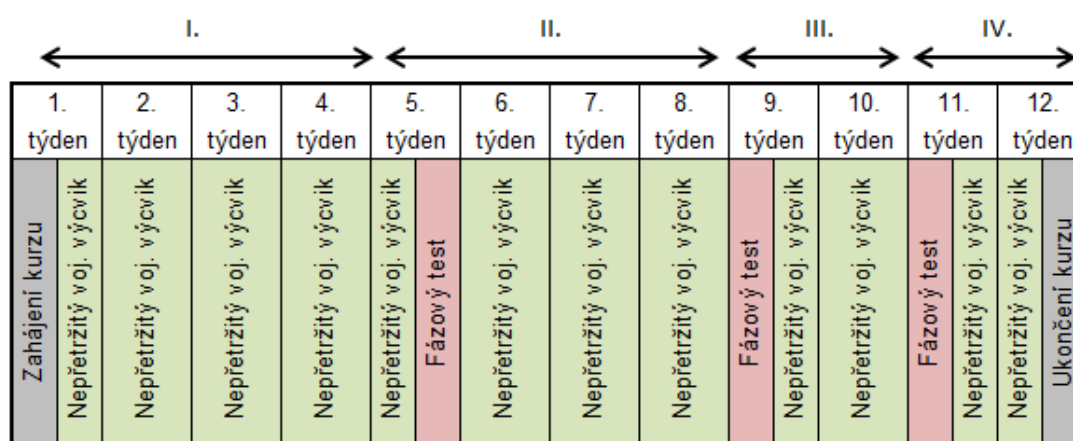 I. II. III. IV.
1. 2. 3. 4. 5. 6. 7. 8. 9. 10. 11. 12.
týden týden týden týden týden týden týden týden týden týden týden týden
Zahájení kurzu
Nepřetržitý voj. výcvik
Nepřetržitý voj. výcvik
Nepřetržitý voj. výcvik
Nepřetržitý voj. výcvik
Nepřetržitý voj. výcvik
Fázový test
Nepřetržitý voj. výcvik
Nepřetržitý voj. výcvik
Nepřetržitý voj. výcvik
Fázový test
Nepřetržitý voj. výcvik
Nepřetržitý voj. výcvik
Fázový test
Nepřetržitý voj. výcvik
Nepřetržitý voj. výcvik
Ukončení kurzu